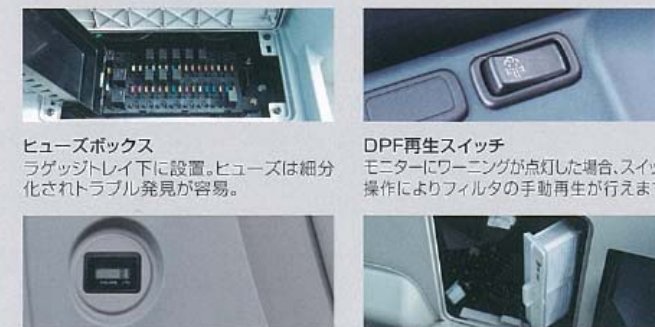 ヒューズボックス
ラゲッジトレイ下に設置。ヒューズは細分
化されトラブル発見が容易。
DPF再生スイッチ
モニターにワーニングが点灯した場合、スイッ
操作によりフィルタの手動再生が行えま